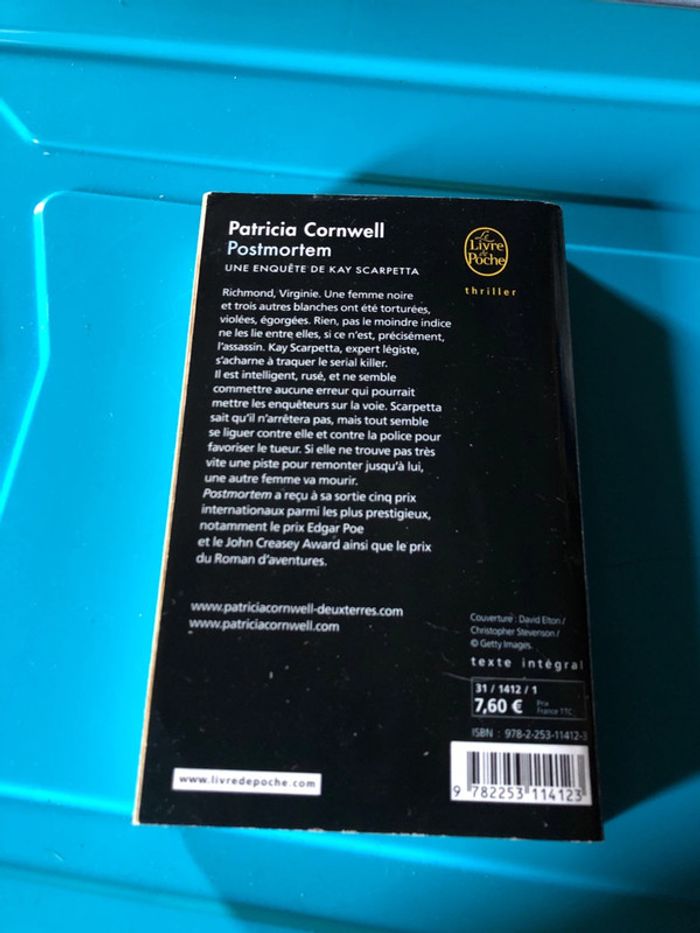 Patricia Cornwell
Postmortem
UNE ENQUÊTE DE KAY SCARPETTA
Le
Livre
de
Poche
thriller
Richmond, Virginie. Une femme noire
et trois autres blanches ont été torturées,
violées, égorgées. Rien, pas le moindre indice
ne les lie entre elles, si ce n'est, précisément,
l'assassin. Kay Scarpetta, expert légiste,
s'acharne à traquer le serial killer.
Il est intelligent, rusé, et ne semble
commettre aucune erreur qui pourrait
mettre les enquêteurs sur la voie. Scarpetta
sait qu'il n'arrêtera pas, mais tout semble
se liguer contre elle et contre la police pour
favoriser le tueur. Si elle ne trouve pas très
vite une piste pour remonter jusqu'à lui,
une autre femme va mourir.
Postmortem a reçu à sa sortie cinq prix
internationaux parmi les plus prestigieux,
notamment le prix Edgar Poe
et le John Creasey Award ainsi que le prix
du Roman d'aventures.
www.patriciacornwell-deuxterres.com
www.patriciacornwell.com
Couverture : David Elton /
Christopher Stevenson /
© Getty Images.
texte intégral
31 / 1412 / 1
7,60 €
Prix
France TTC
ISBN : 978-2-253-11412-3
9 782253 114123
www.livredepoche.com